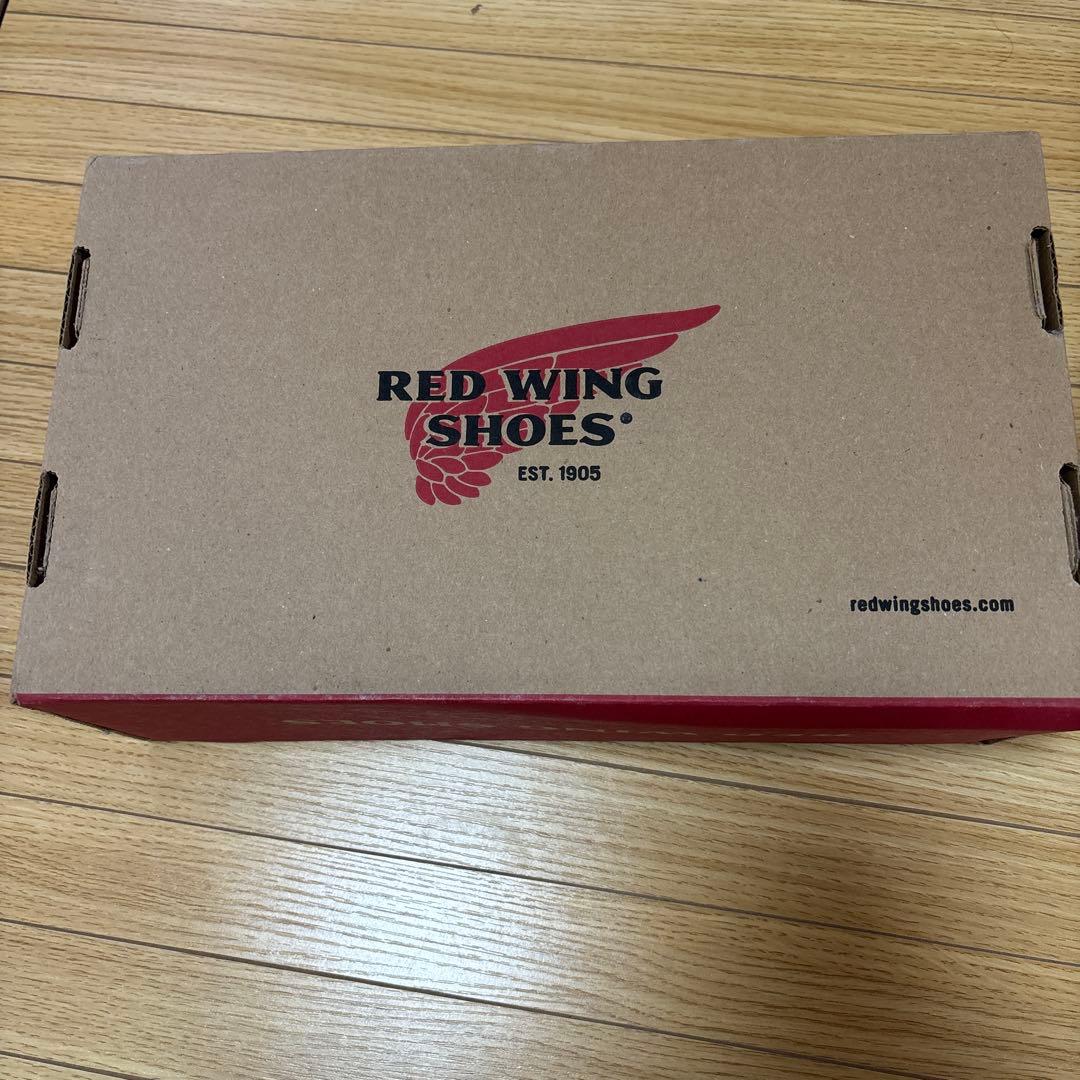 RED WING
SHOES
EST. 1905
redwingshoes.com